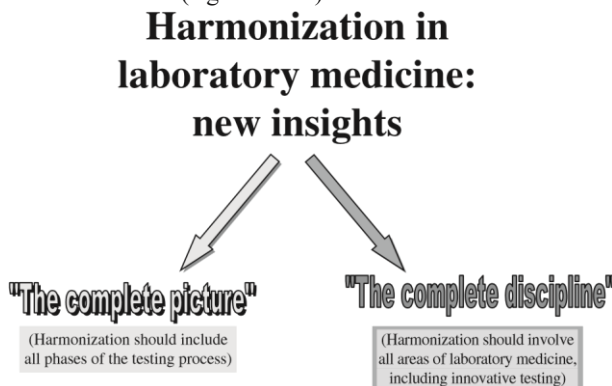 Harmonization in
laboratory medicine:
new insights
"The complete picture"
"The complete discipline"
(Harmonization should include
all phases of the testing process)
(Harmonization should involve
all areas of laboratory medicine,
including innovative testing)